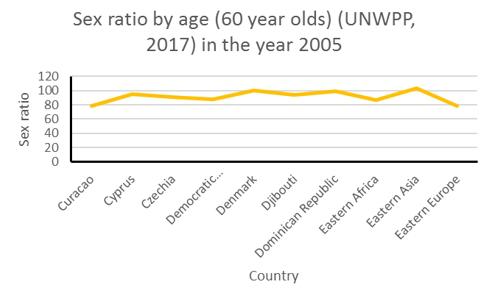 Sex ratio by age (60 year olds) (UNWPP,
2017) in the year 2005
120
100
80
60
40
20
0
Sex ratio
Curacao
Cyprus
Czechia
Democratic...
Denmark
Djibouti
Dominican Republic
Eastern Africa
Eastern Asia
Eastern Europe
Country